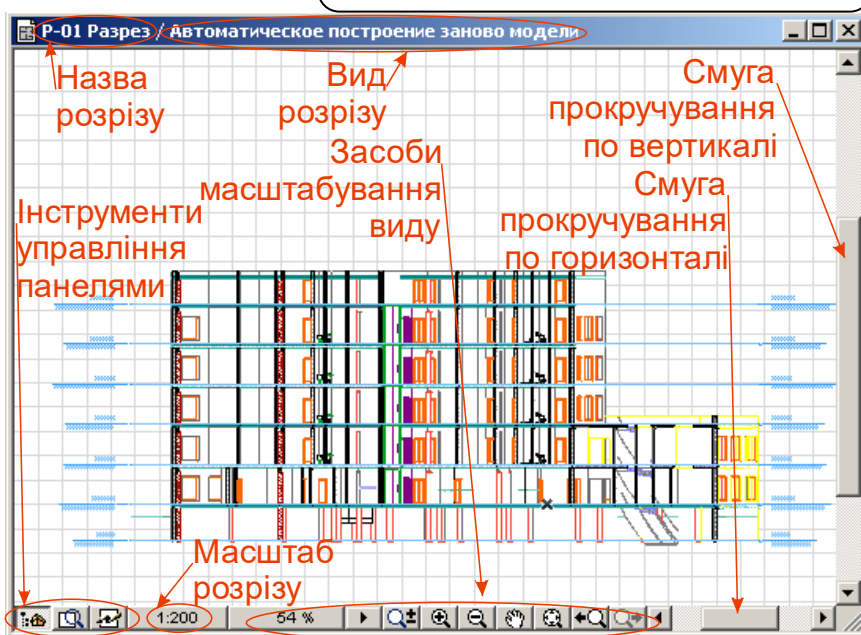 Р-01 Разрез / Автоматическое построение заново модели
Назва
розрізу
Вид
розрізу
Смуга
прокручування
по вертикалі
Засоби
масштабування
виду
Смуга
прокручування
по горизонталі
Інструменти
управління
панелями
Масштаб
розрізу
1:200
54 %